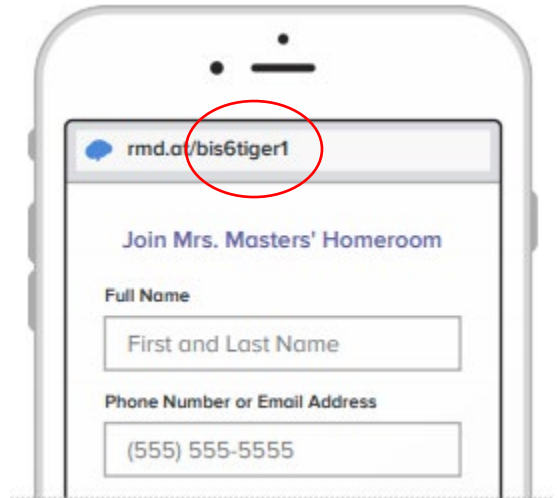 rmd.at/bis6tiger1
Join Mrs. Masters' Homeroom
Full Name
First and Last Name
Phone Number or Email Address
(555) 555-5555